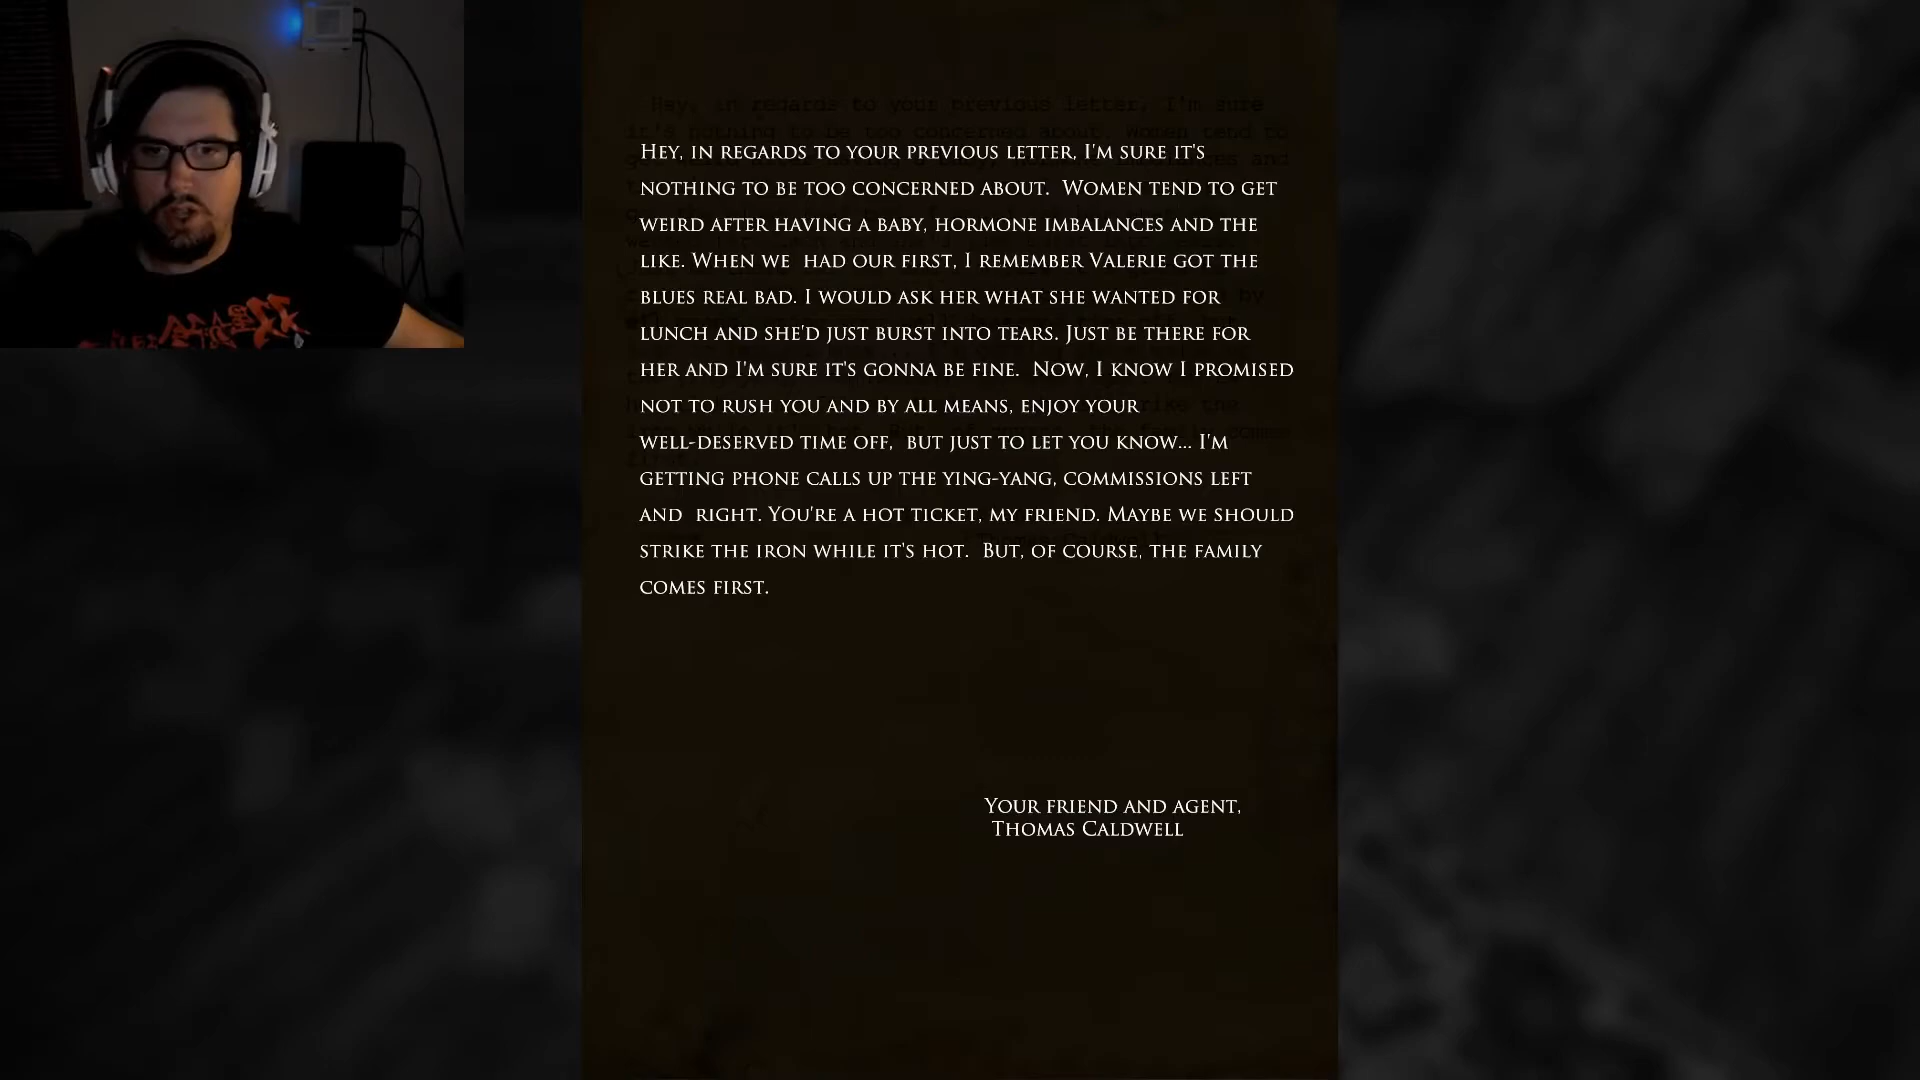 Hey, in regards to your previous letter, I'm sure it's
nothing to be too concerned about.  Women tend to get
weird after having a baby, hormone imbalances and the
like. When we  had our first, I remember Valerie got the
blues real bad. I would ask her what she wanted for
lunch and she'd just burst into tears. Just be there for
her and I'm sure it's gonna be fine.  Now, I know I promised
not to rush you and by all means, enjoy your
well-deserved time off,  but just to let you know... I'm
getting phone calls up the ying-yang, commissions left
and  right. You're a hot ticket, my friend. Maybe we should
strike the iron while it's hot.  But, of course, the family
comes first.
Your friend and agent,
Thomas Caldwell